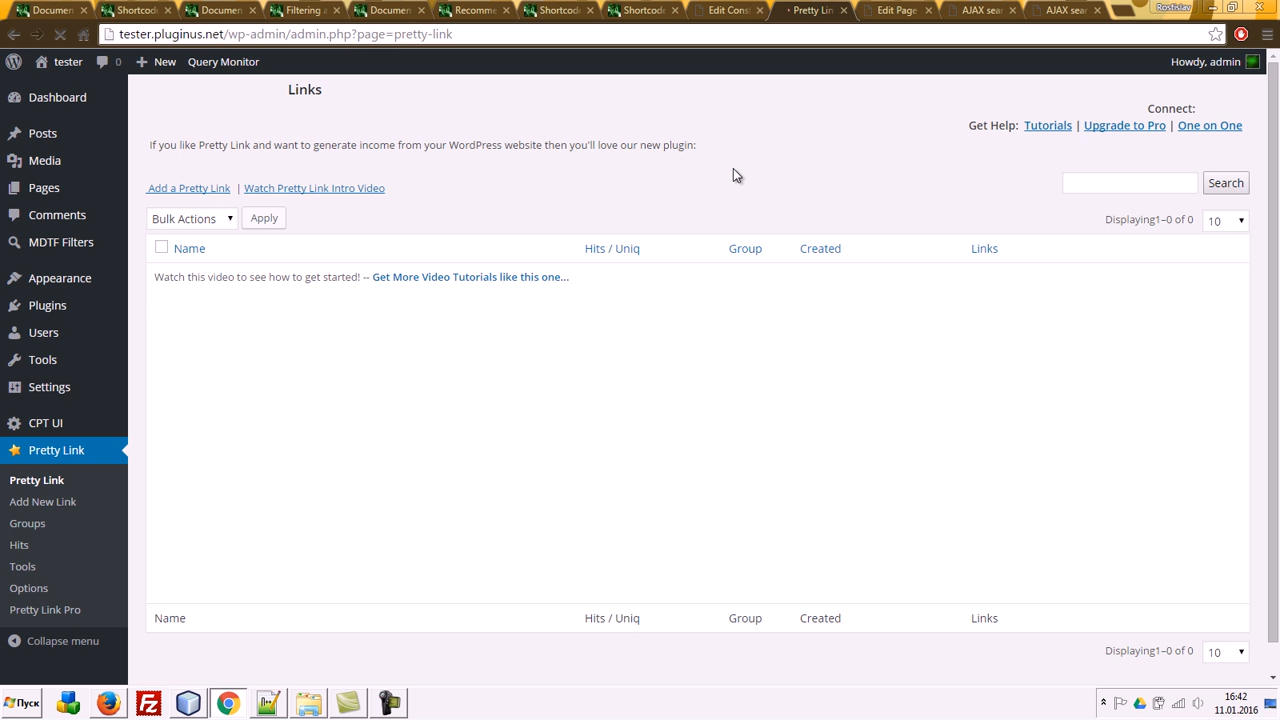 Documen
Shortcode
Documen
Filtering a
Documen
Recomme
Shortcod
Shortcode
Edit Cons
Pretty Lin
Edit Page
AJAX sear
AJAX sear
Rostislav
tester.pluginus.net/wp-admin/admin.php?page=pretty-link
tester
0
New
Query Monitor
Howdy, admin
Dashboard
Posts
Media
Pages
Comments
MDTF Filters
Appearance
Plugins
Users
Tools
Settings
CPT UI
Pretty Link
Pretty Link
Add New Link
Groups
Hits
Tools
Options
Pretty Link Pro
Collapse menu
Links
Connect:
Get Help: Tutorials | Upgrade to Pro | One on One
If you like Pretty Link and want to generate income from your WordPress website then you'll love our new plugin:
Add a Pretty Link | Watch Pretty Link Intro Video
Search
Bulk Actions
Apply
Displaying1–0 of 0
10
Name Hits / Uniq Group Created Links
Watch this video to see how to get started! -- Get More Video Tutorials like this one...
Name Hits / Uniq Group Created Links
Displaying1–0 of 0
10
Пуск
16:42
11.01.2016